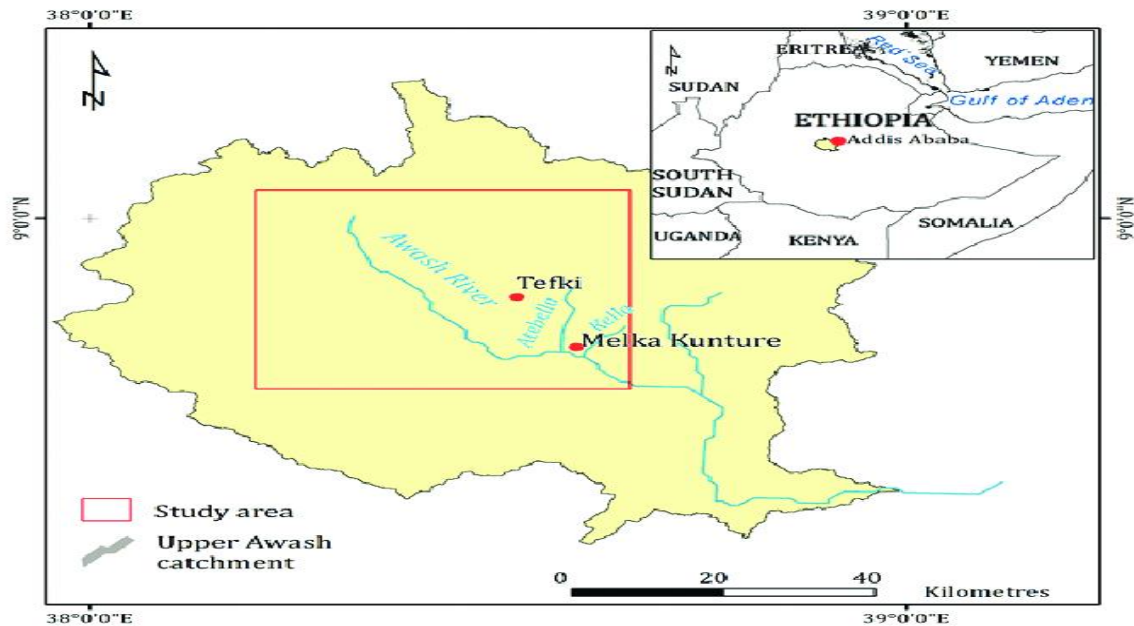 38°0'0"E
39°0'0"E
N
9°0'0"N
9°0'0"N
N
ERITREA
Red Sea
YEMEN
SUDAN
Gulf of Aden
ETHIOPIA
Addis Ababa
SOUTH
SUDAN
SOMALIA
UGANDA
KENYA
Awash River
Tefki
Atebello
Kello
Melka Kunture
Study area
Upper Awash
catchment
0
20
40
Kilometres
38°0'0"E
39°0'0"E